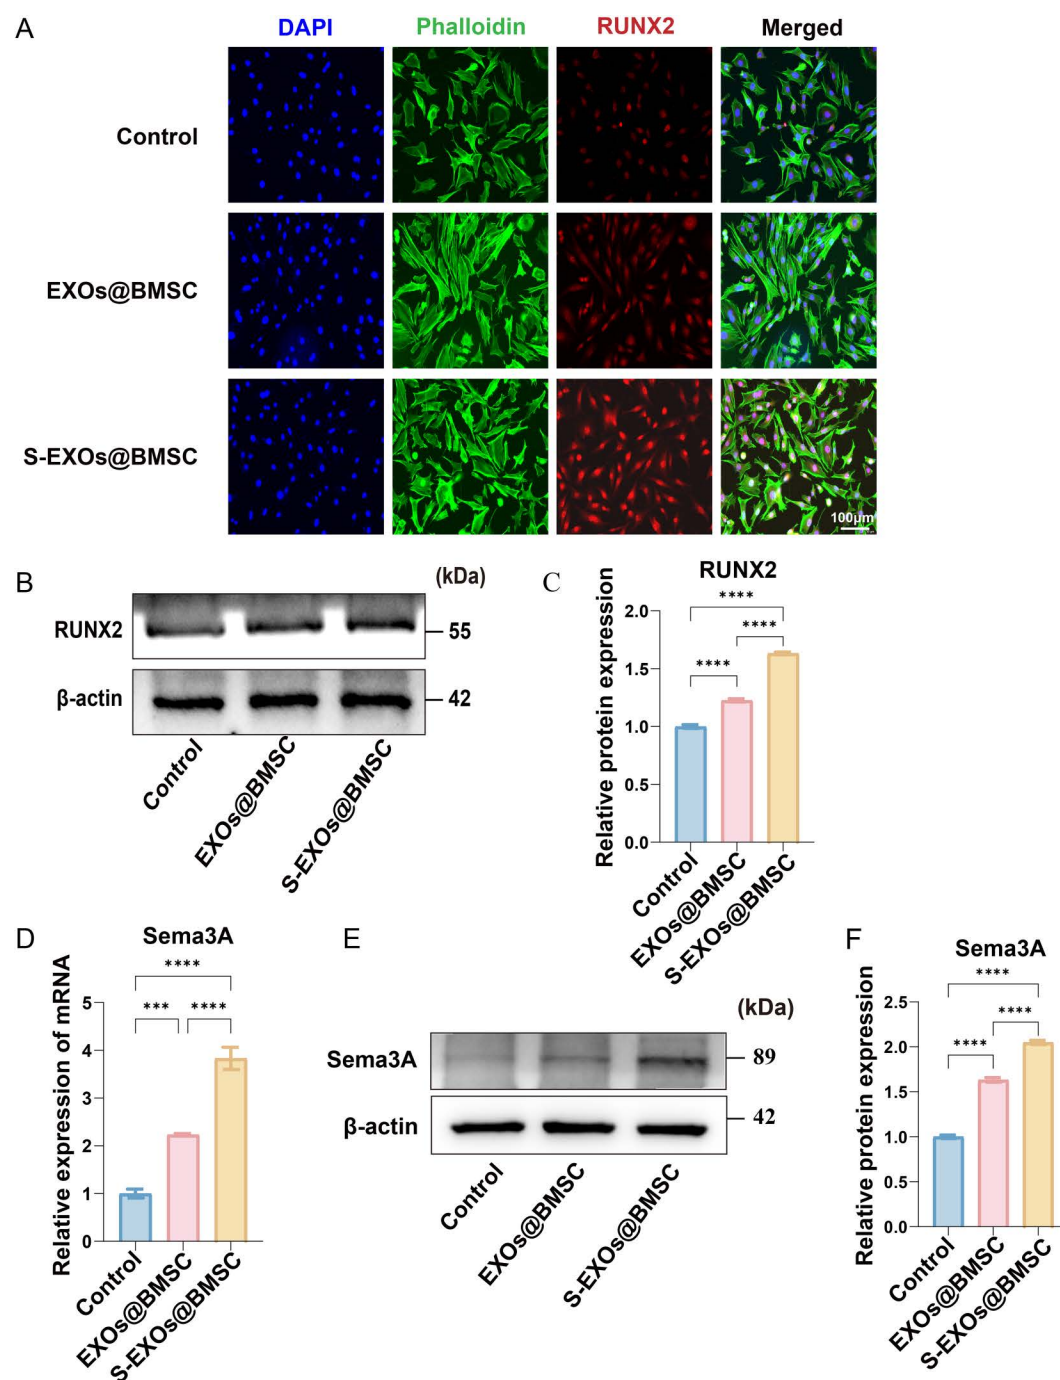 A
DAPI Phalloidin RUNX2 Merged
Control
EXOs@BMSC
S-EXOs@BMSC
100μm
B
(kDa)
RUNX2
55
β-actin
42
Control
EXOs@BMSC
S-EXOs@BMSC
C
RUNX2
Relative protein expression
2.0
1.5
1.0
0.5
0.0
****
****
****
Control
EXOs@BMSC
S-EXOs@BMSC
D
Sema3A
Relative expression of mRNA
5
4
3
2
1
0
****
*** ****
Control
EXOs@BMSC
S-EXOs@BMSC
E
(kDa)
Sema3A
89
β-actin
42
Control
EXOs@BMSC
S-EXOs@BMSC
F
Sema3A
Relative protein expression
2.5
2.0
1.5
1.0
0.5
0.0
****
****
****
Control
EXOs@BMSC
S-EXOs@BMSC